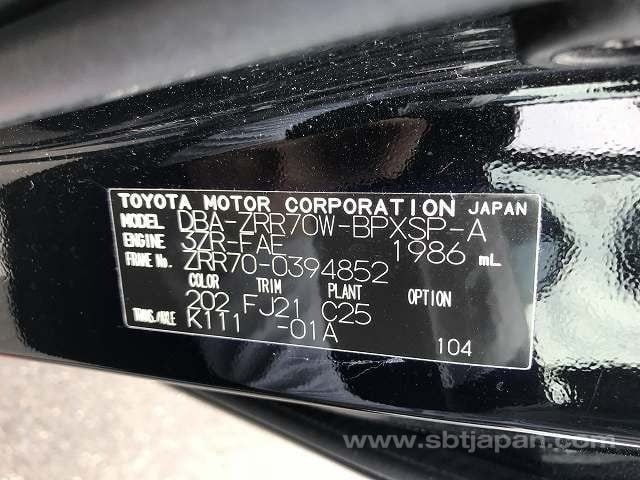 TOYOTA MOTOR CORPORATION JAPAN
MODEL DBA-ZRR70W-BPXSP-A
ENGINE 3ZR-FAE 1986 mL
FRAME No. ZRR70-0394852
COLOR TRIM PLANT OPTION
202 FJ21 C25
TRANS./AXLE K111 -01A
104
www.sbtjapan.com